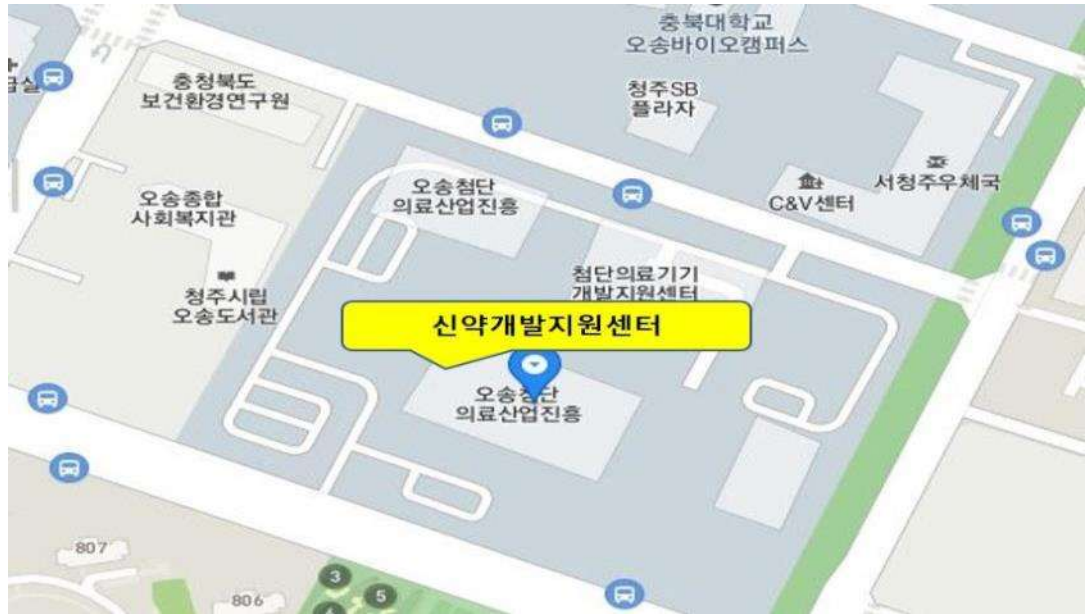 충북대학교
오송바이오캠퍼스
급실
충청북도
보건환경연구원
청주SB
플라자
오송종합
사회복지관
오송첨단
의료산업진흥
C&V센터
서청주우체국
청주시립
오송도서관
첨단의료기기
개발지원센터
신약개발지원센터
오송첨단
의료산업진흥
807
806
3
5